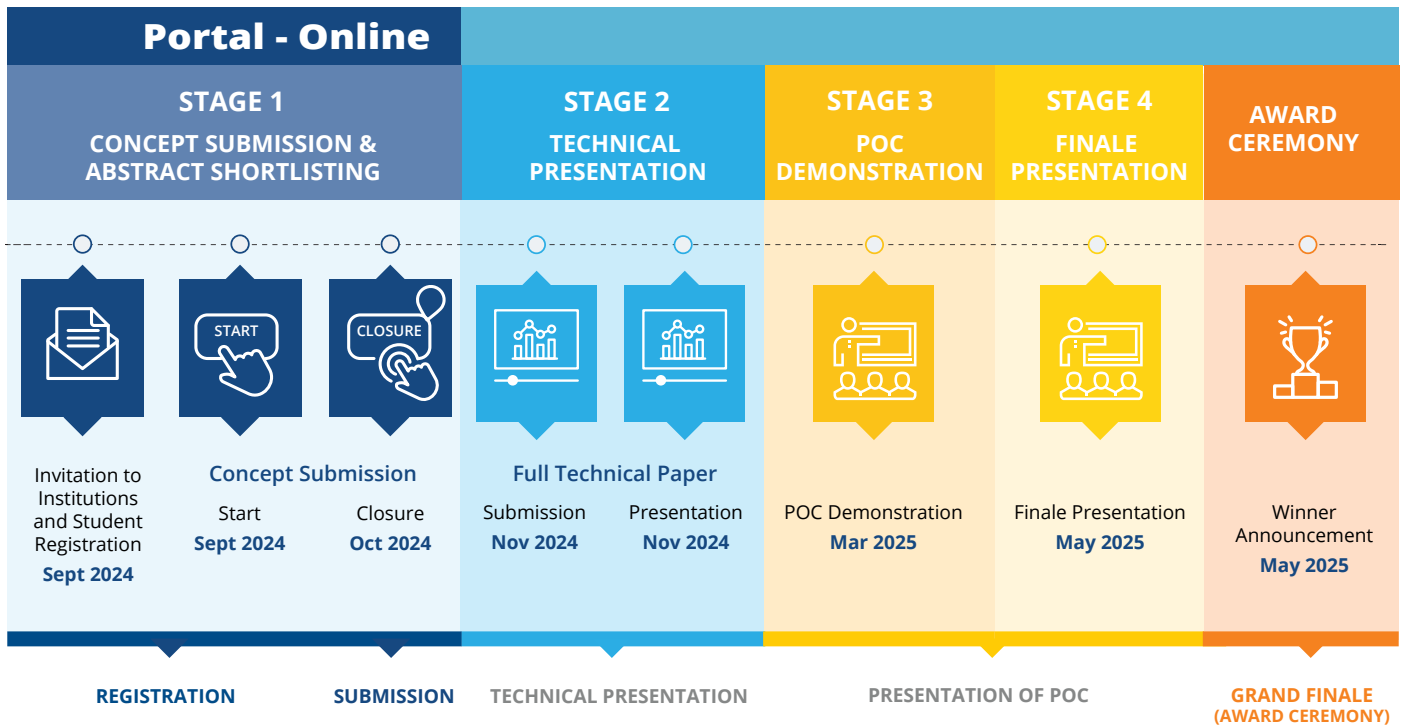 Portal - Online
STAGE 1
CONCEPT SUBMISSION &
ABSTRACT SHORTLISTING
STAGE 2
TECHNICAL
PRESENTATION
STAGE 3
POC
DEMONSTRATION
STAGE 4
FINALE
PRESENTATION
AWARD
CEREMONY
START
CLOSURE
Invitation to
Institutions
and Student
Registration
Sept 2024
Concept Submission
Start
Sept 2024
Closure
Oct 2024
Full Technical Paper
Submission
Nov 2024
Presentation
Nov 2024
POC Demonstration
Mar 2025
Finale Presentation
May 2025
Winner
Announcement
May 2025
REGISTRATION
SUBMISSION
TECHNICAL PRESENTATION
PRESENTATION OF POC
GRAND FINALE
(AWARD CEREMONY)